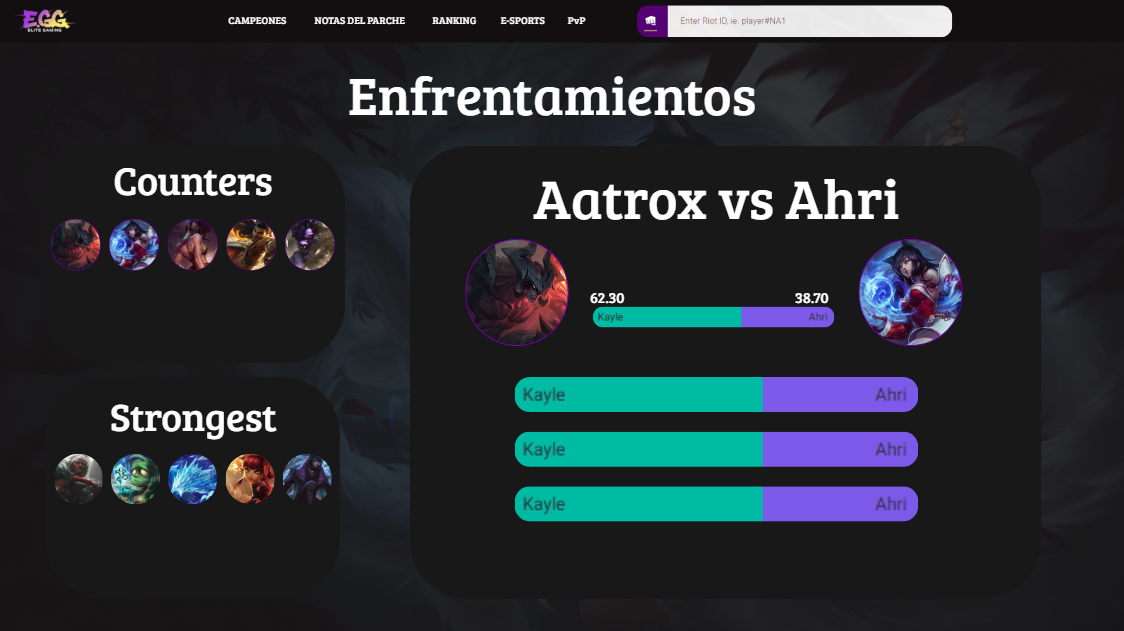 E.GG
ELITE GAMING
CAMPEONES NOTAS DEL PARCHE RANKING E-SPORTS PvP
Enter Riot ID, ie. player#NA1
Enfrentamientos
Counters
Strongest
Aatrox vs Ahri
62.30 38.70
Kayle Ahri
Kayle Ahri
Kayle Ahri
Kayle Ahri